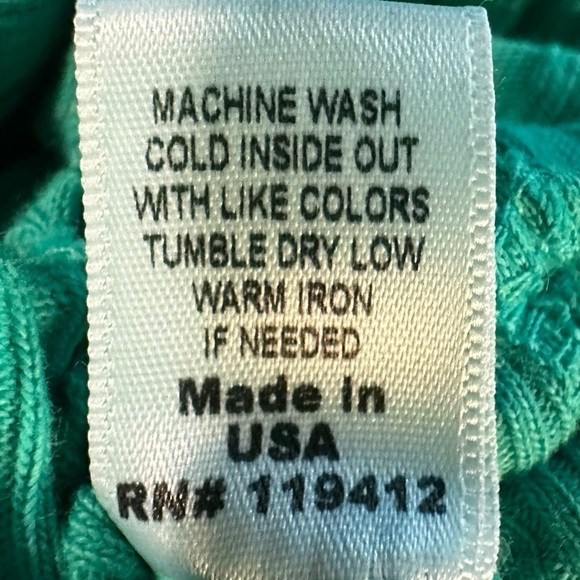 MACHINE WASH
COLD INSIDE OUT
WITH LIKE COLORS
TUMBLE DRY LOW
WARM IRON
IF NEEDED
Made In
USA
RN# 119412